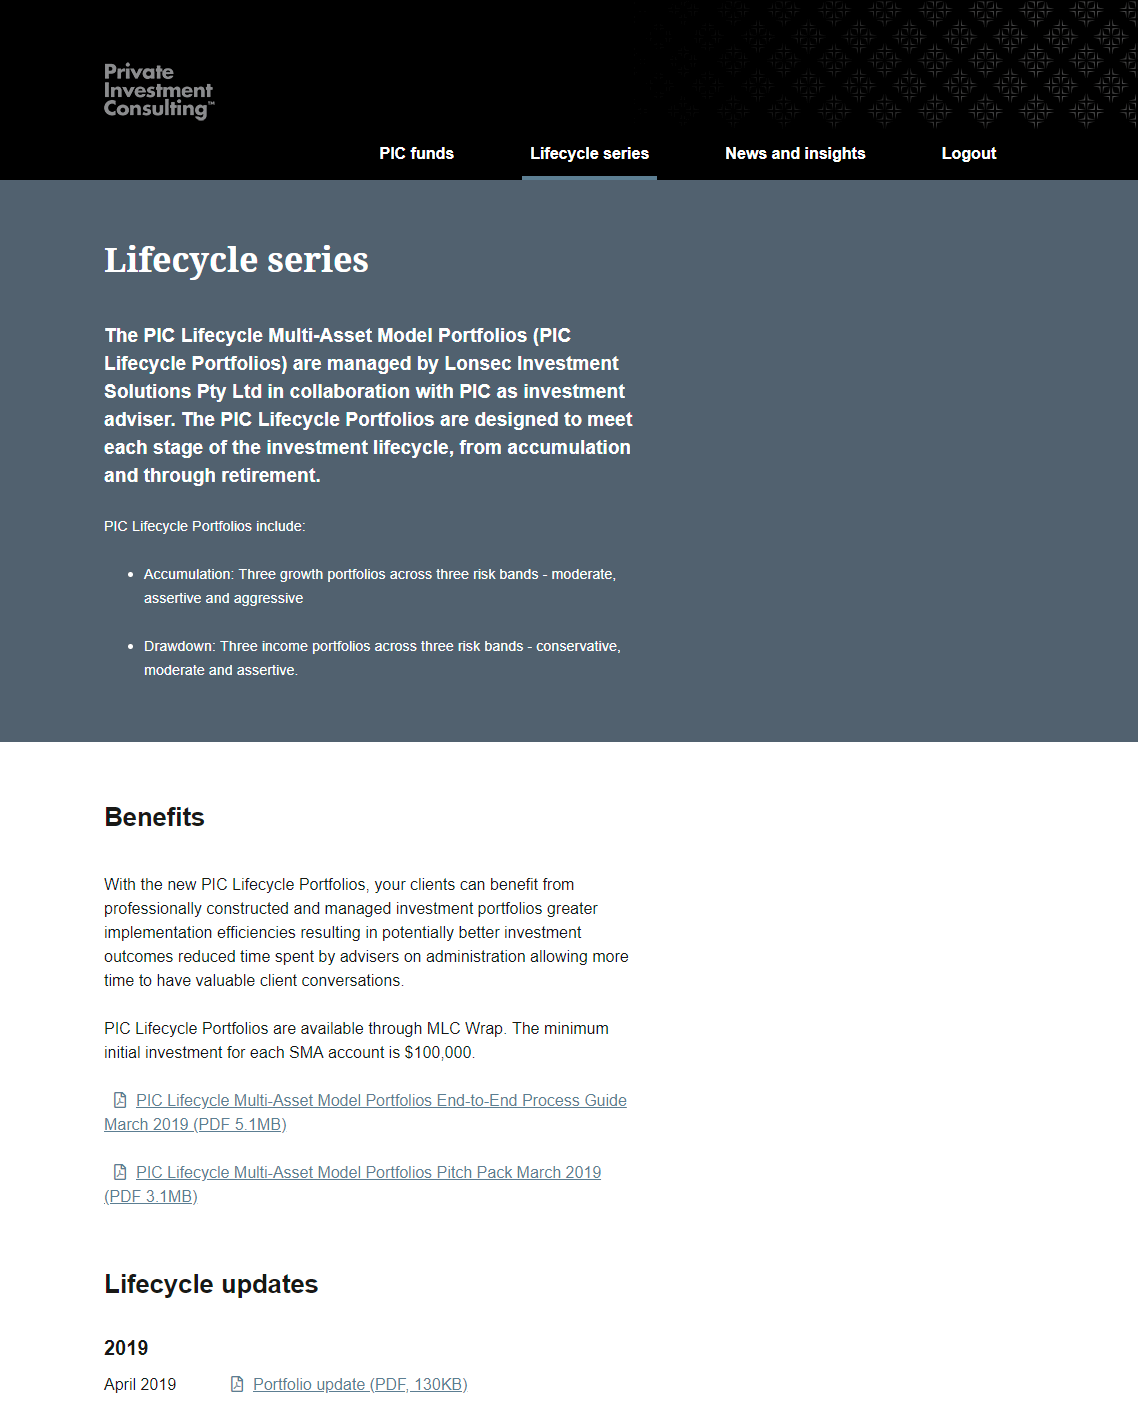 Private
Investment
Consulting™
PIC funds
Lifecycle series
News and insights
Logout
Lifecycle series
The PIC Lifecycle Multi-Asset Model Portfolios (PIC
Lifecycle Portfolios) are managed by Lonsec Investment
Solutions Pty Ltd in collaboration with PIC as investment
adviser. The PIC Lifecycle Portfolios are designed to meet
each stage of the investment lifecycle, from accumulation
and through retirement.
PIC Lifecycle Portfolios include:
• Accumulation: Three growth portfolios across three risk bands - moderate,
assertive and aggressive
• Drawdown: Three income portfolios across three risk bands - conservative,
moderate and assertive.
Benefits
With the new PIC Lifecycle Portfolios, your clients can benefit from
professionally constructed and managed investment portfolios greater
implementation efficiencies resulting in potentially better investment
outcomes reduced time spent by advisers on administration allowing more
time to have valuable client conversations.
PIC Lifecycle Portfolios are available through MLC Wrap. The minimum
initial investment for each SMA account is $100,000.
PIC Lifecycle Multi-Asset Model Portfolios End-to-End Process Guide
March 2019 (PDF 5.1MB)
PIC Lifecycle Multi-Asset Model Portfolios Pitch Pack March 2019
(PDF 3.1MB)
Lifecycle updates
2019
April 2019 Portfolio update (PDF, 130KB)